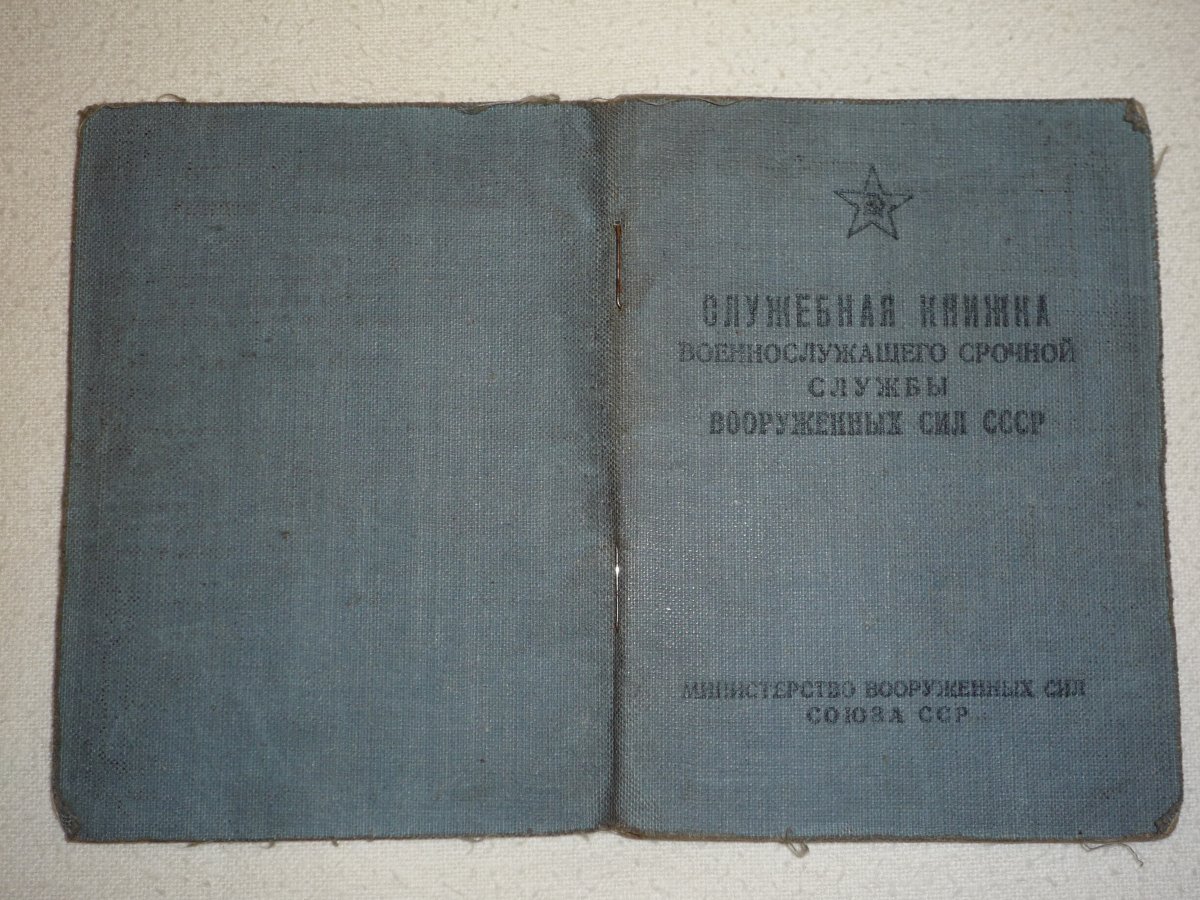 СЛУЖЕБНАЯ КНИЖКА
ВОЕННОСЛУЖАЩЕГО СРОЧНОЙ
СЛУЖБЫ
ВООРУЖЕННЫХ СИЛ СССР
МИНИСТЕРСТВО ВООРУЖЕННЫХ СИЛ
СОЮЗА ССР